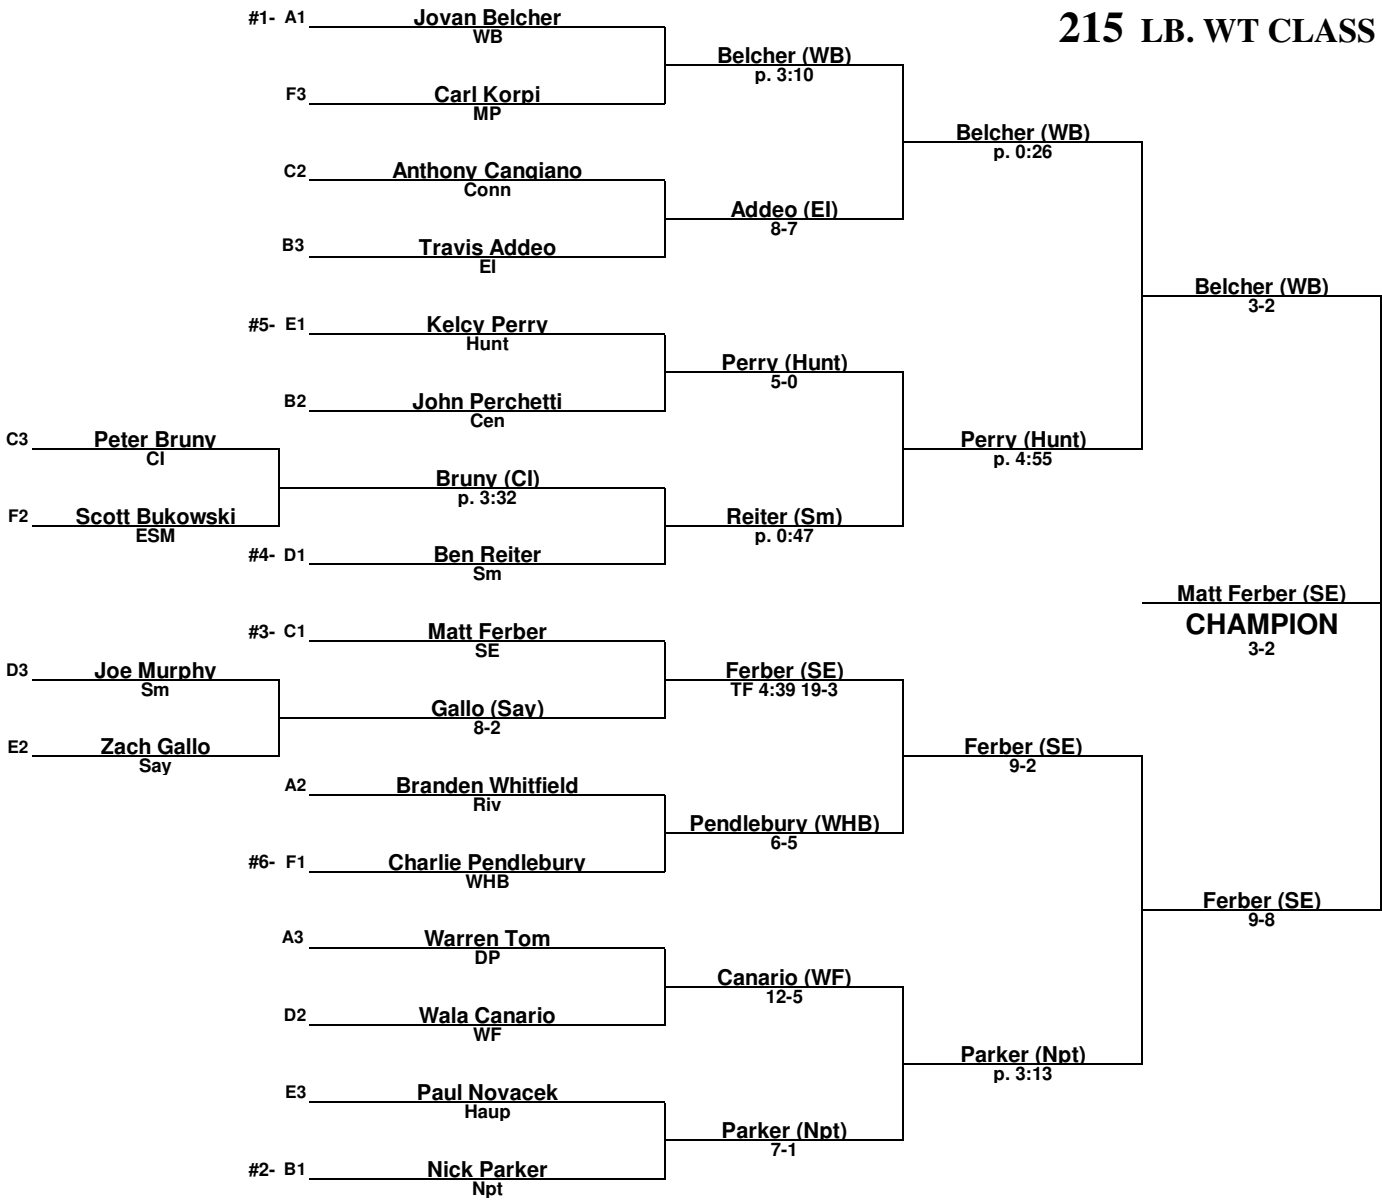 215 LB. WT CLASS
#1- A1 Jovan Belcher
WB
Belcher (WB)
p. 3:10
F3 Carl Korpi
MP
Belcher (WB)
p. 0:26
C2 Anthony Cangiano
Conn
Addeo (EI)
8-7
B3 Travis Addeo
EI
Belcher (WB)
3-2
#5- E1 Kelcy Perry
Hunt
Perry (Hunt)
5-0
B2 John Perchetti
Cen
C3 Peter Bruny
CI
Perry (Hunt)
p. 4:55
Bruny (CI)
p. 3:32
F2 Scott Bukowski
ESM
Reiter (Sm)
p. 0:47
#4- D1 Ben Reiter
Sm
Matt Ferber (SE)
CHAMPION
3-2
#3- C1 Matt Ferber
SE
D3 Joe Murphy
Sm
Ferber (SE)
TF 4:39 19-3
Gallo (Say)
8-2
E2 Zach Gallo
Say
Ferber (SE)
9-2
A2 Branden Whitfield
Riv
Pendlebury (WHB)
6-5
#6- F1 Charlie Pendlebury
WHB
Ferber (SE)
9-8
A3 Warren Tom
DP
Canario (WF)
12-5
D2 Wala Canario
WF
Parker (Npt)
p. 3:13
E3 Paul Novacek
Haup
Parker (Npt)
7-1
#2- B1 Nick Parker
Npt